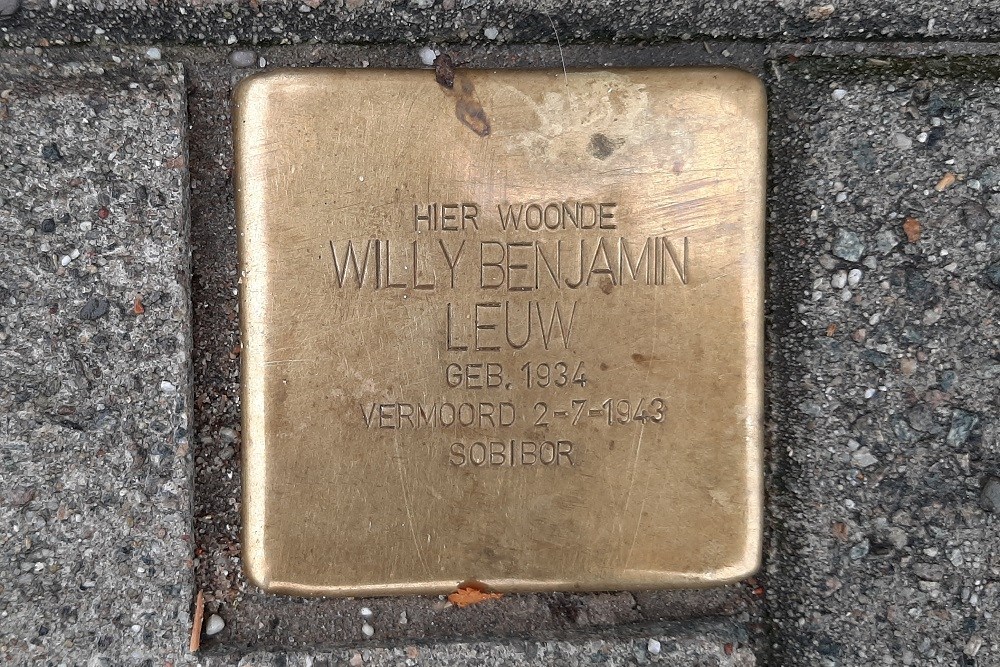 HIER WOONDE
WILLY BENJAMIN
LEUW
GEB. 1934
VERMOORD 2-7-1943
SOBIBOR